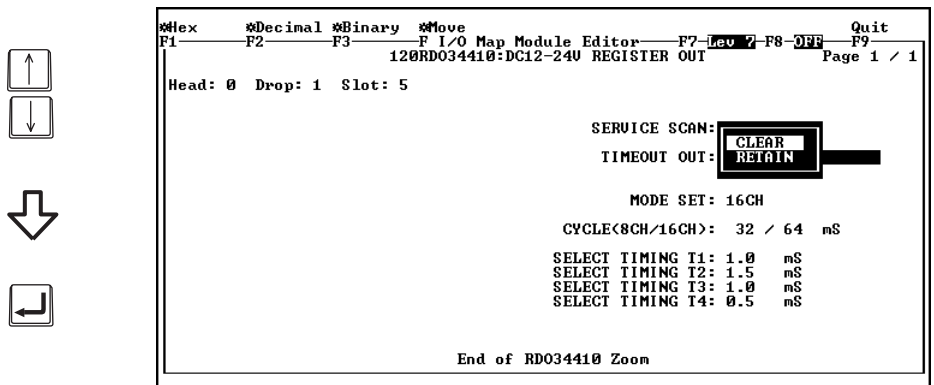 ※Hex ※Decimal ※Binary ※Move Quit
F1 F2 F3 F I/O Map Module Editor F7-Lev 7-F8-OFF F9
120RDO34410:DC12-24V REGISTER OUT Page 1 / 1
Head: 0 Drop: 1 Slot: 5
SERVICE SCAN:
CLEAR
TIMEOUT OUT: RETAIN
MODE SET: 16CH
CYCLE(8CH/16CH): 32 / 64 mS
SELECT TIMING T1: 1.0 mS
SELECT TIMING T2: 1.5 mS
SELECT TIMING T3: 1.0 mS
SELECT TIMING T4: 0.5 mS
End of RDO34410 Zoom